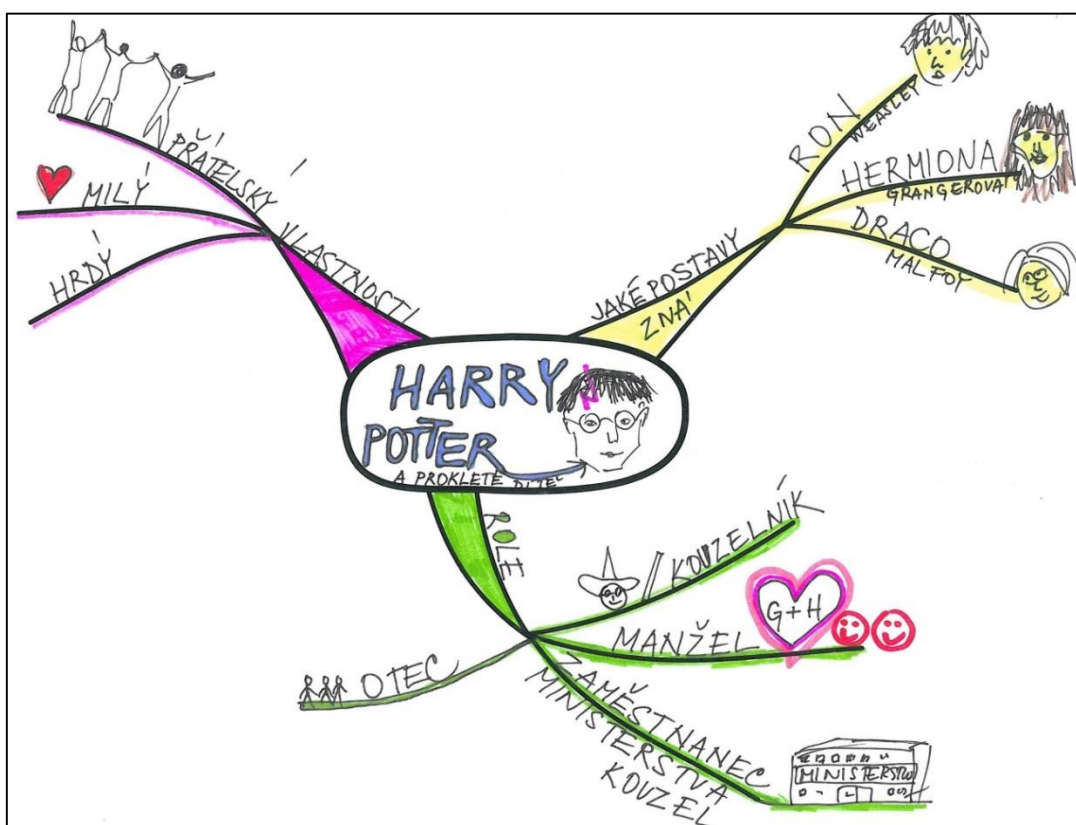 HARRY
POTTER
A PROKLETÉ DÍTĚ
VLASTNOSTI
PŘÁTELSKÝ
MILÝ
HRDÝ
JAKÉ POSTAVY
ZNÁ
RON
WEASLEY
HERMIONA
GRANGEROVÁ
DRACO
MALFOY
ROLE
KOUZELNÍK
MANŽEL
G+H
ZAMĚSTNANEC
MINISTERSTVA
KOUZEL
MINISTERSTVO
OTEC